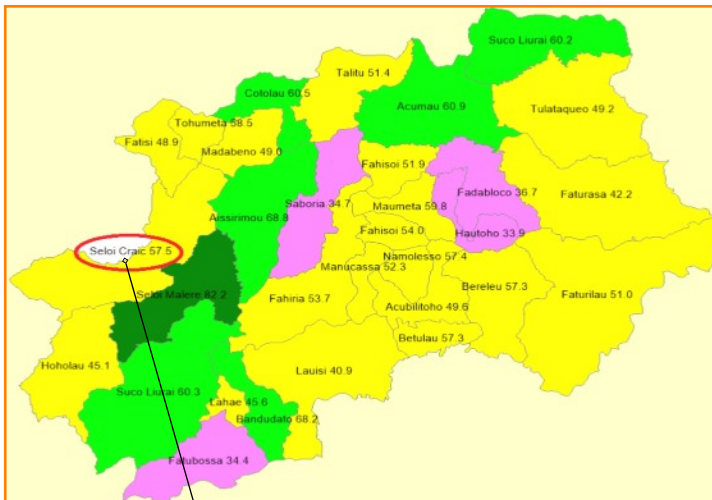 Suco Liurai 60.2
Talitu 51.4
Cotolau 60.5
Acumau 60.9
Tulataqueo 49.2
Tohumeta 58.5
Fatisi 48.9
Madabeno 49.0
Fahisoi 51.9
Saboria 34.7
Fadabloco 36.7
Faturasa 42.2
Maumeta 59.8
Aissirimou 68.8
Fahisoi 54.0
Hautoho 33.9
Seloi Craic 57.5
Namolesso 57.4
Manucassa 52.3
Bereleu 57.3
Seloi Malere 82.2
Faturilau 51.0
Fahiria 53.7
Acubilitoho 49.6
Betulau 57.3
Hoholau 45.1
Lauisi 40.9
Suco Liurai 60.3
Lahae 45.6
Bandudato 68.2
Fatubossa 34.4